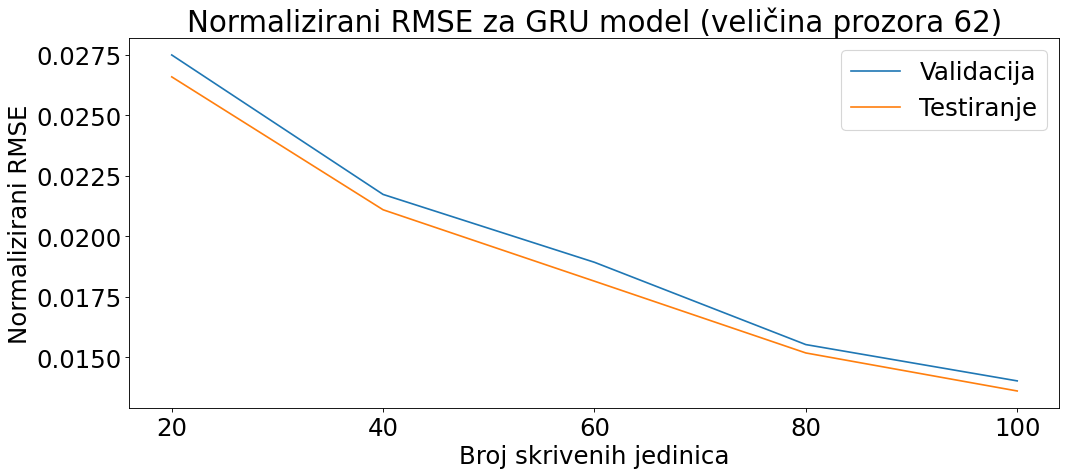 Normalizirani RMSE za GRU model (veličina prozora 62)
Normalizirani RMSE
0.0275
0.0250
0.0225
0.0200
0.0175
0.0150
Validacija
Testiranje
20 40 60 80 100
Broj skrivenih jedinica